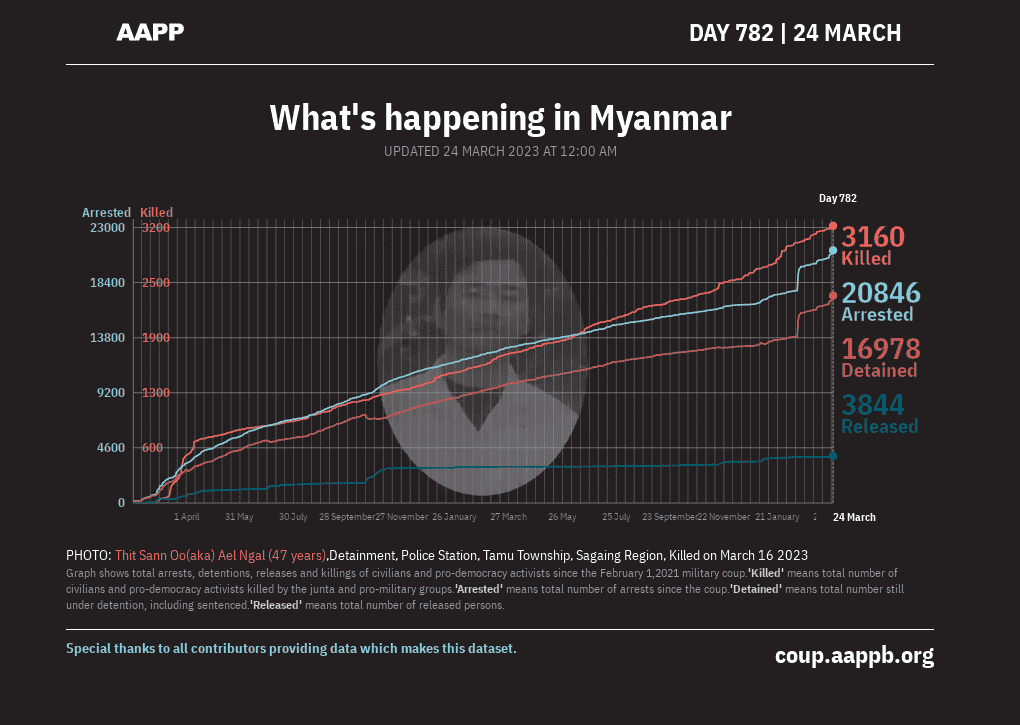 AAPP
DAY 782 | 24 MARCH
What's happening in Myanmar
UPDATED 24 MARCH 2023 AT 12:00 AM
Day 782
Arrested Killed
23000 3200
18400 2500
13800 1900
9200 1300
4600 600
0
3160
Killed
20846
Arrested
16978
Detained
3844
Released
1 April 31 May 30 July 28 September 27 November 26 January 27 March 26 May 25 July 23 September 22 November 21 January 24 March
PHOTO: Thit Sann Oo(aka) Ael Ngal (47 years),Detainment, Police Station, Tamu Township, Sagaing Region, Killed on March 16 2023
Graph shows total arrests, detentions, releases and killings of civilians and pro-democracy activists since the February 1,2021 military coup.'Killed' means total number of
civilians and pro-democracy activists killed by the junta and pro-military groups.'Arrested' means total number of arrests since the coup.'Detained' means total number still
under detention, including sentenced.'Released' means total number of released persons.
Special thanks to all contributors providing data which makes this dataset.
coup.aappb.org